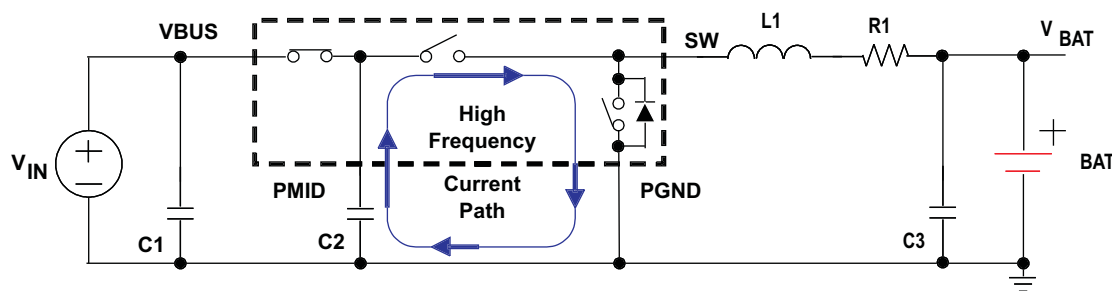 VBUS
SW
L1
R1
V BAT
High
Frequency
Current
Path
V IN
PMID
PGND
C1
C2
C3
BAT